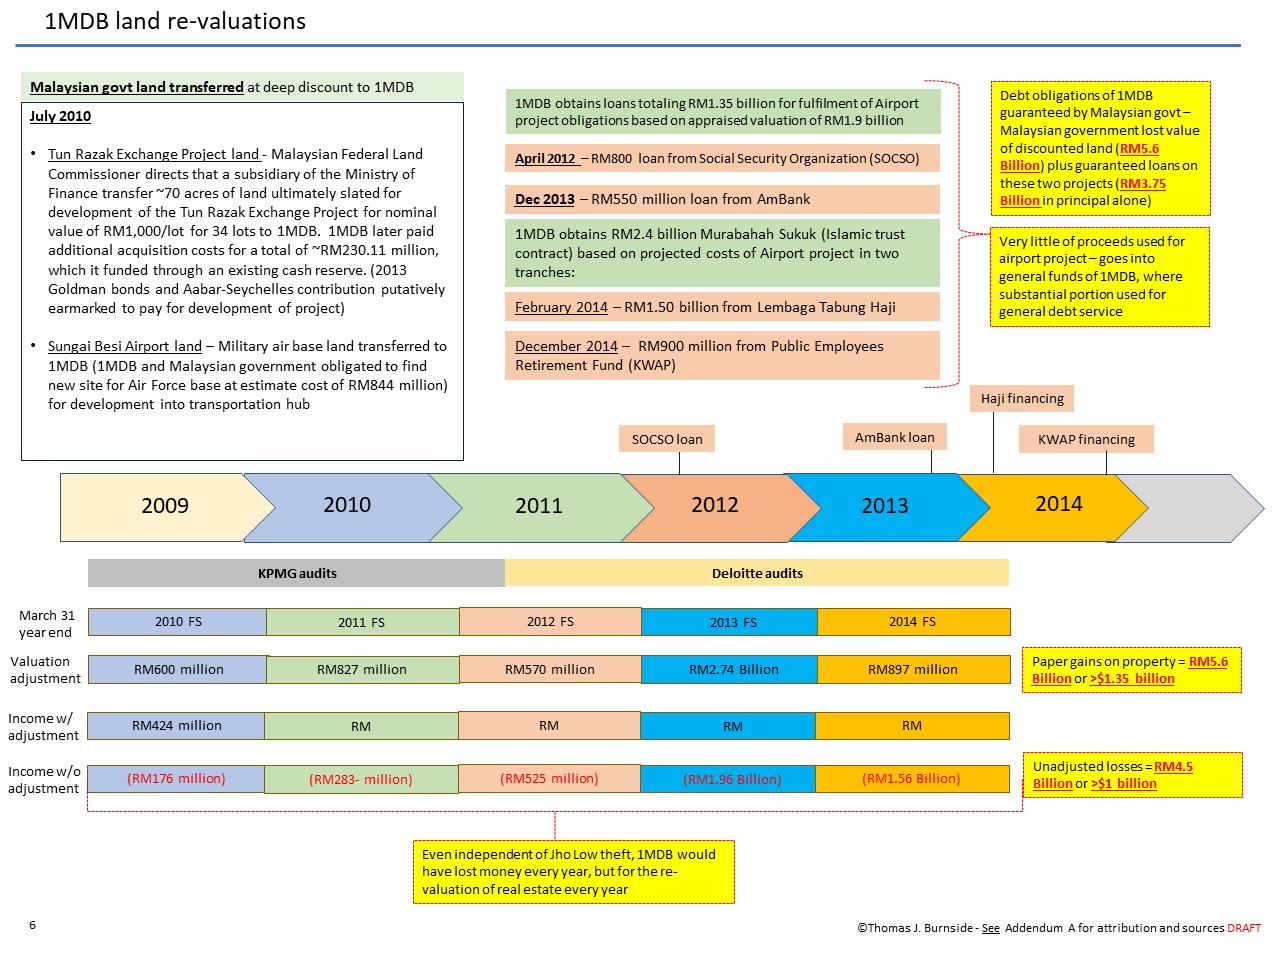 1MDB land re-valuations
Malaysian govt land transferred at deep discount to 1MDB
July 2010
• Tun Razak Exchange Project land - Malaysian Federal Land
Commissioner directs that a subsidiary of the Ministry of
Finance transfer ~70 acres of land ultimately slated for
development of the Tun Razak Exchange Project for nominal
value of RM1,000/lot for 34 lots to 1MDB. 1MDB later paid
additional acquisition costs for a total of ~RM230.11 million,
which it funded through an existing cash reserve. (2013
Goldman bonds and Aabar-Seychelles contribution putatively
earmarked to pay for development of project)
• Sungai Besi Airport land – Military air base land transferred to
1MDB (1MDB and Malaysian government obligated to find
new site for Air Force base at estimate cost of RM844 million)
for development into transportation hub
1MDB obtains loans totaling RM1.35 billion for fulfilment of Airport
project obligations based on appraised valuation of RM1.9 billion
April 2012 – RM800 loan from Social Security Organization (SOCSO)
Dec 2013 – RM550 million loan from AmBank
1MDB obtains RM2.4 billion Murabahah Sukuk (Islamic trust
contract) based on projected costs of Airport project in two
tranches:
February 2014 – RM1.50 billion from Lembaga Tabung Haji
December 2014 – RM900 million from Public Employees
Retirement Fund (KWAP)
Debt obligations of 1MDB
guaranteed by Malaysian govt –
Malaysian government lost value
of discounted land (RM5.6
Billion) plus guaranteed loans on
these two projects (RM3.75
Billion in principal alone)
Very little of proceeds used for
airport project – goes into
general funds of 1MDB, where
substantial portion used for
general debt service
Haji financing
SOCSO loan
AmBank loan
KWAP financing
2009
2010
2011
2012
2013
2014
KPMG audits
Deloitte audits
March 31
year end
2010 FS
2011 FS
2012 FS
2013 FS
2014 FS
Valuation
adjustment
RM600 million
RM827 million
RM570 million
RM2.74 Billion
RM897 million
Paper gains on property = RM5.6
Billion or >$1.35 billion
Income w/
adjustment
RM424 million
RM
RM
RM
RM
Income w/o
adjustment
(RM176 million)
(RM283- million)
(RM525 million)
(RM1.96 Billion)
(RM1.56 Billion)
Unadjusted losses = RM4.5
Billion or >$1 billion
Even independent of Jho Low theft, 1MDB would
have lost money every year, but for the re-
valuation of real estate every year
6
©Thomas J. Burnside - See Addendum A for attribution and sources DRAFT